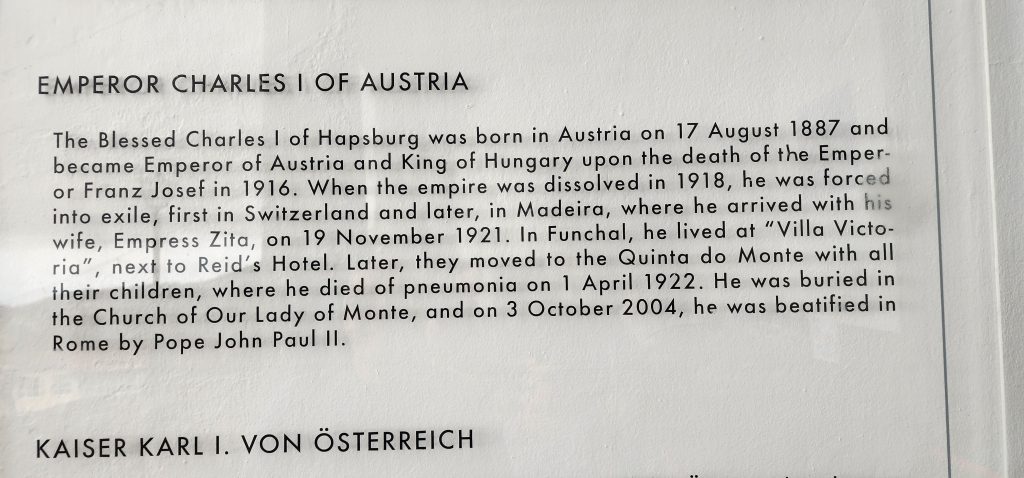 EMPEROR CHARLES I OF AUSTRIA
The Blessed Charles I of Hapsburg was born in Austria on 17 August 1887 and
became Emperor of Austria and King of Hungary upon the death of the Emper-
or Franz Josef in 1916. When the empire was dissolved in 1918, he was forced
into exile, first in Switzerland and later, in Madeira, where he arrived with his
wife, Empress Zita, on 19 November 1921. In Funchal, he lived at “Villa Victo-
ria”, next to Reid’s Hotel. Later, they moved to the Quinta do Monte with all
their children, where he died of pneumonia on 1 April 1922. He was buried in
the Church of Our Lady of Monte, and on 3 October 2004, he was beatified in
Rome by Pope John Paul II.
KAISER KARL I. VON ÖSTERREICH